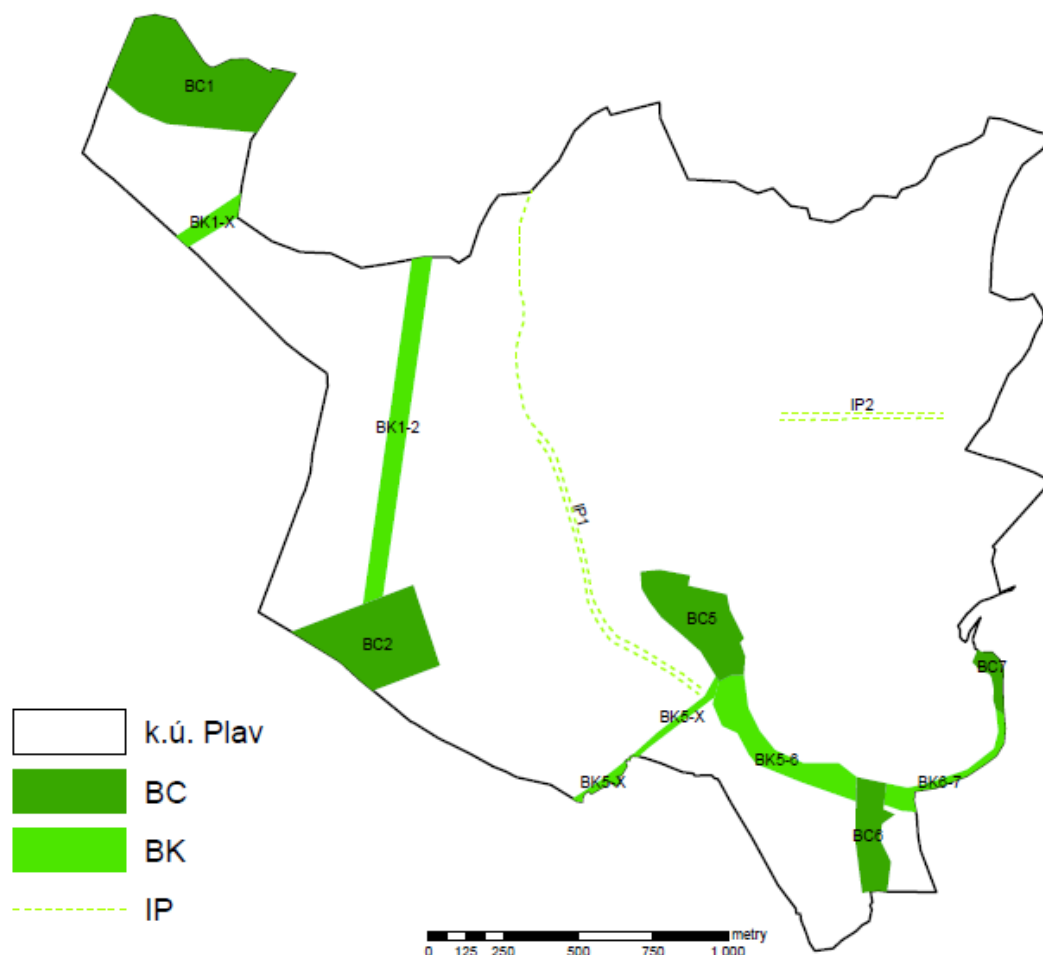 BC1
BK1-X
BK1-2
IP2
IP1
BC5
BC2
BC7
BK5-X
BK5-6
BK5-X
BK6-7
BC6
k.ú. Plav
BC
BK
IP
metry
0 125 250 500 750 1 000